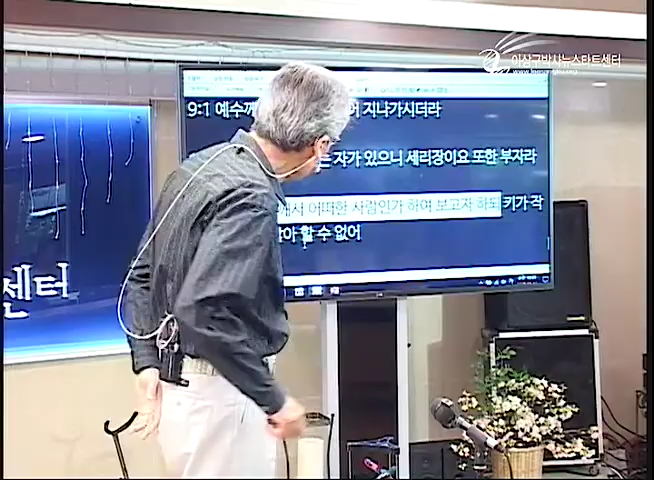 이상구박사뉴스타트센터
9:1 예수께 어 지나가시더라
는 자가 있으니 세리장이요 또한 부자라
께서 어떠한 사람인가 하여 보고자 하되 키가 작
할 수 없어
센터